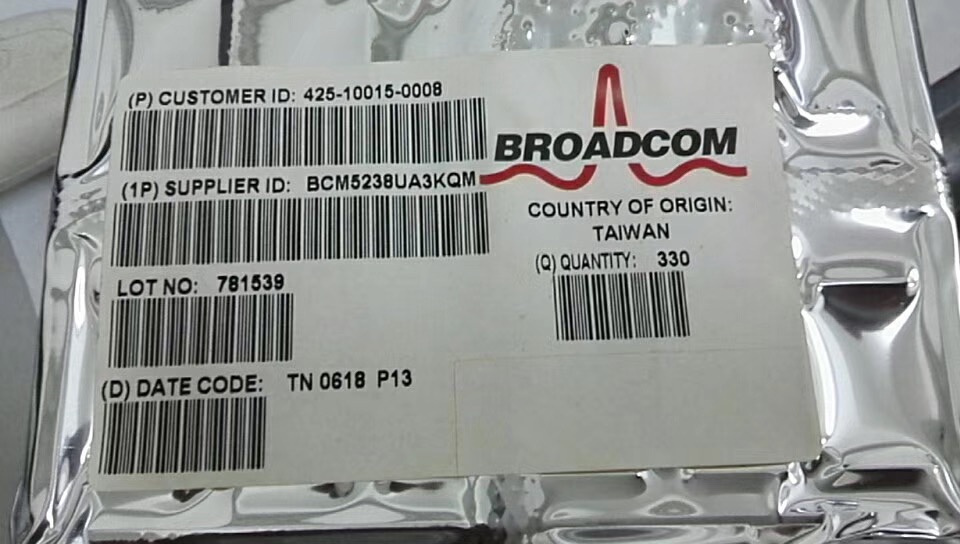 (P) CUSTOMER ID: 425-10015-0008
BROADCOM
(1P) SUPPLIER ID: BCM5238UA3KQM
COUNTRY OF ORIGIN:
TAIWAN
(Q) QUANTITY: 330
LOT NO: 781539
(D) DATE CODE: TN 0618 P13